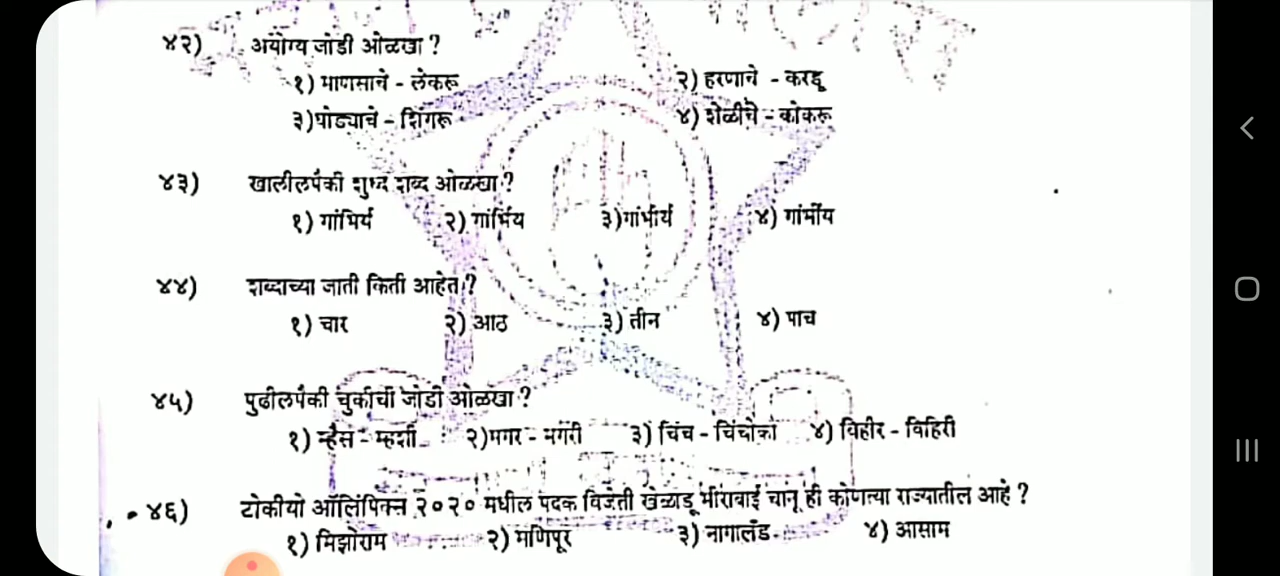 ४२) अयोग्य जोडी ओळखा ?
१) माणसाचे - लेकरू २) हरणाचे - करडू
३) घोड्याचे - शिंगरू ४) शेळीचे - कोकरू
४३) खालीलपैकी शुध्द शब्द ओळखा ?
१) गांभिर्य २) गांर्भिय ३) गांभीर्य ४) गांर्भीय
४४) शब्दाच्या जाती किती आहेत ?
१) चार २) आठ ३) तीन ४) पाच
४५) पुढीलपैकी चुकीची जोडी ओळखा ?
१) म्हैस - म्हशी २) मगर - मगरी ३) चिंच - चिंचोका ४) विहीर - विहिरी
४६) टोकीयो ऑलिंपिक्स २०२० मधील पदक विजेती खेळाडू मीराबाई चानू ही कोणत्या राज्यातील आहे ?
१) मिझोराम २) मणिपूर ३) नागालँड ४) आसाम